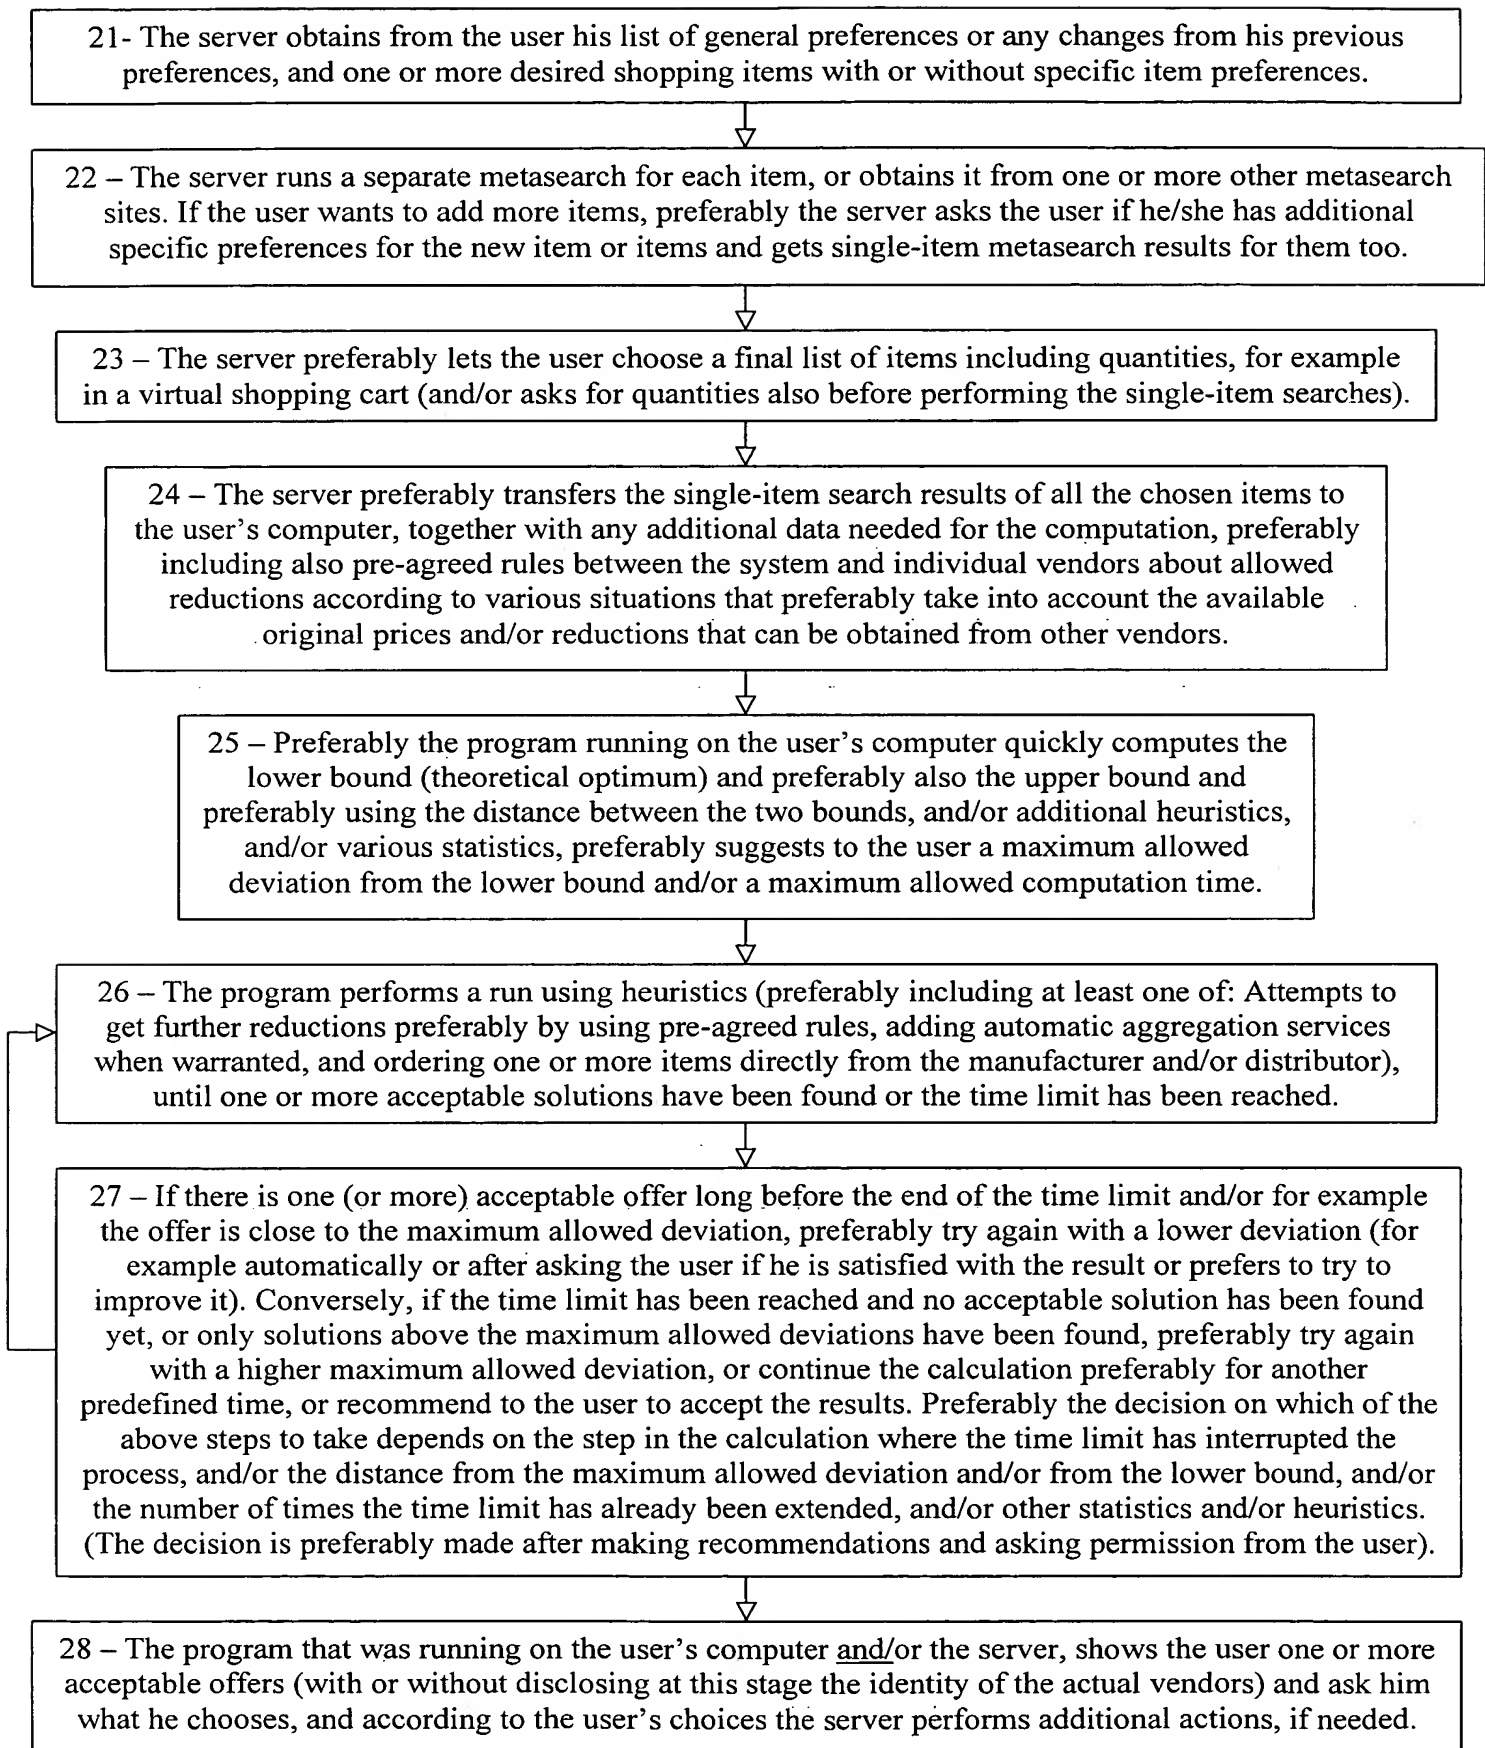 21- The server obtains from the user his list of general preferences or any changes from his previous
preferences, and one or more desired shopping items with or without specific item preferences.
22 – The server runs a separate metasearch for each item, or obtains it from one or more other metasearch
sites. If the user wants to add more items, preferably the server asks the user if he/she has additional
specific preferences for the new item or items and gets single-item metasearch results for them too.
23 – The server preferably lets the user choose a final list of items including quantities, for example
in a virtual shopping cart (and/or asks for quantities also before performing the single-item searches).
24 – The server preferably transfers the single-item search results of all the chosen items to
the user's computer, together with any additional data needed for the computation, preferably
including also pre-agreed rules between the system and individual vendors about allowed
reductions according to various situations that preferably take into account the available
original prices and/or reductions that can be obtained from other vendors.
25 – Preferably the program running on the user's computer quickly computes the
lower bound (theoretical optimum) and preferably also the upper bound and
preferably using the distance between the two bounds, and/or additional heuristics,
and/or various statistics, preferably suggests to the user a maximum allowed
deviation from the lower bound and/or a maximum allowed computation time.
26 – The program performs a run using heuristics (preferably including at least one of: Attempts to
get further reductions preferably by using pre-agreed rules, adding automatic aggregation services
when warranted, and ordering one or more items directly from the manufacturer and/or distributor),
until one or more acceptable solutions have been found or the time limit has been reached.
27 – If there is one (or more) acceptable offer long before the end of the time limit and/or for example
the offer is close to the maximum allowed deviation, preferably try again with a lower deviation (for
example automatically or after asking the user if he is satisfied with the result or prefers to try to
improve it). Conversely, if the time limit has been reached and no acceptable solution has been found
yet, or only solutions above the maximum allowed deviations have been found, preferably try again
with a higher maximum allowed deviation, or continue the calculation preferably for another
predefined time, or recommend to the user to accept the results. Preferably the decision on which of the
above steps to take depends on the step in the calculation where the time limit has interrupted the
process, and/or the distance from the maximum allowed deviation and/or from the lower bound, and/or
the number of times the time limit has already been extended, and/or other statistics and/or heuristics.
(The decision is preferably made after making recommendations and asking permission from the user).
28 – The program that was running on the user's computer and/or the server, shows the user one or more
acceptable offers (with or without disclosing at this stage the identity of the actual vendors) and ask him
what he chooses, and according to the user's choices the server performs additional actions, if needed.